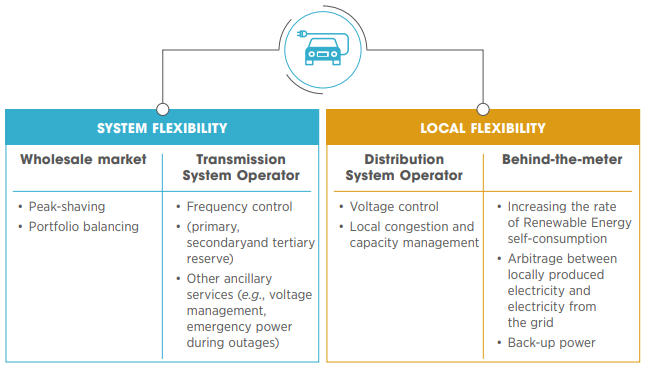 SYSTEM FLEXIBILITY
Wholesale market
• Peak-shaving
• Portfolio balancing
Transmission
System Operator
• Frequency control
• (primary,
secondaryand tertiary
reserve)
• Other ancillary
services (e.g., voltage
management,
emergency power
during outages)
LOCAL FLEXIBILITY
Distribution
System Operator
• Voltage control
• Local congestion and
capacity management
Behind-the-meter
• Increasing the rate
of Renewable Energy
self-consumption
• Arbitrage between
locally produced
electricity and
electricity from
the grid
• Back-up power